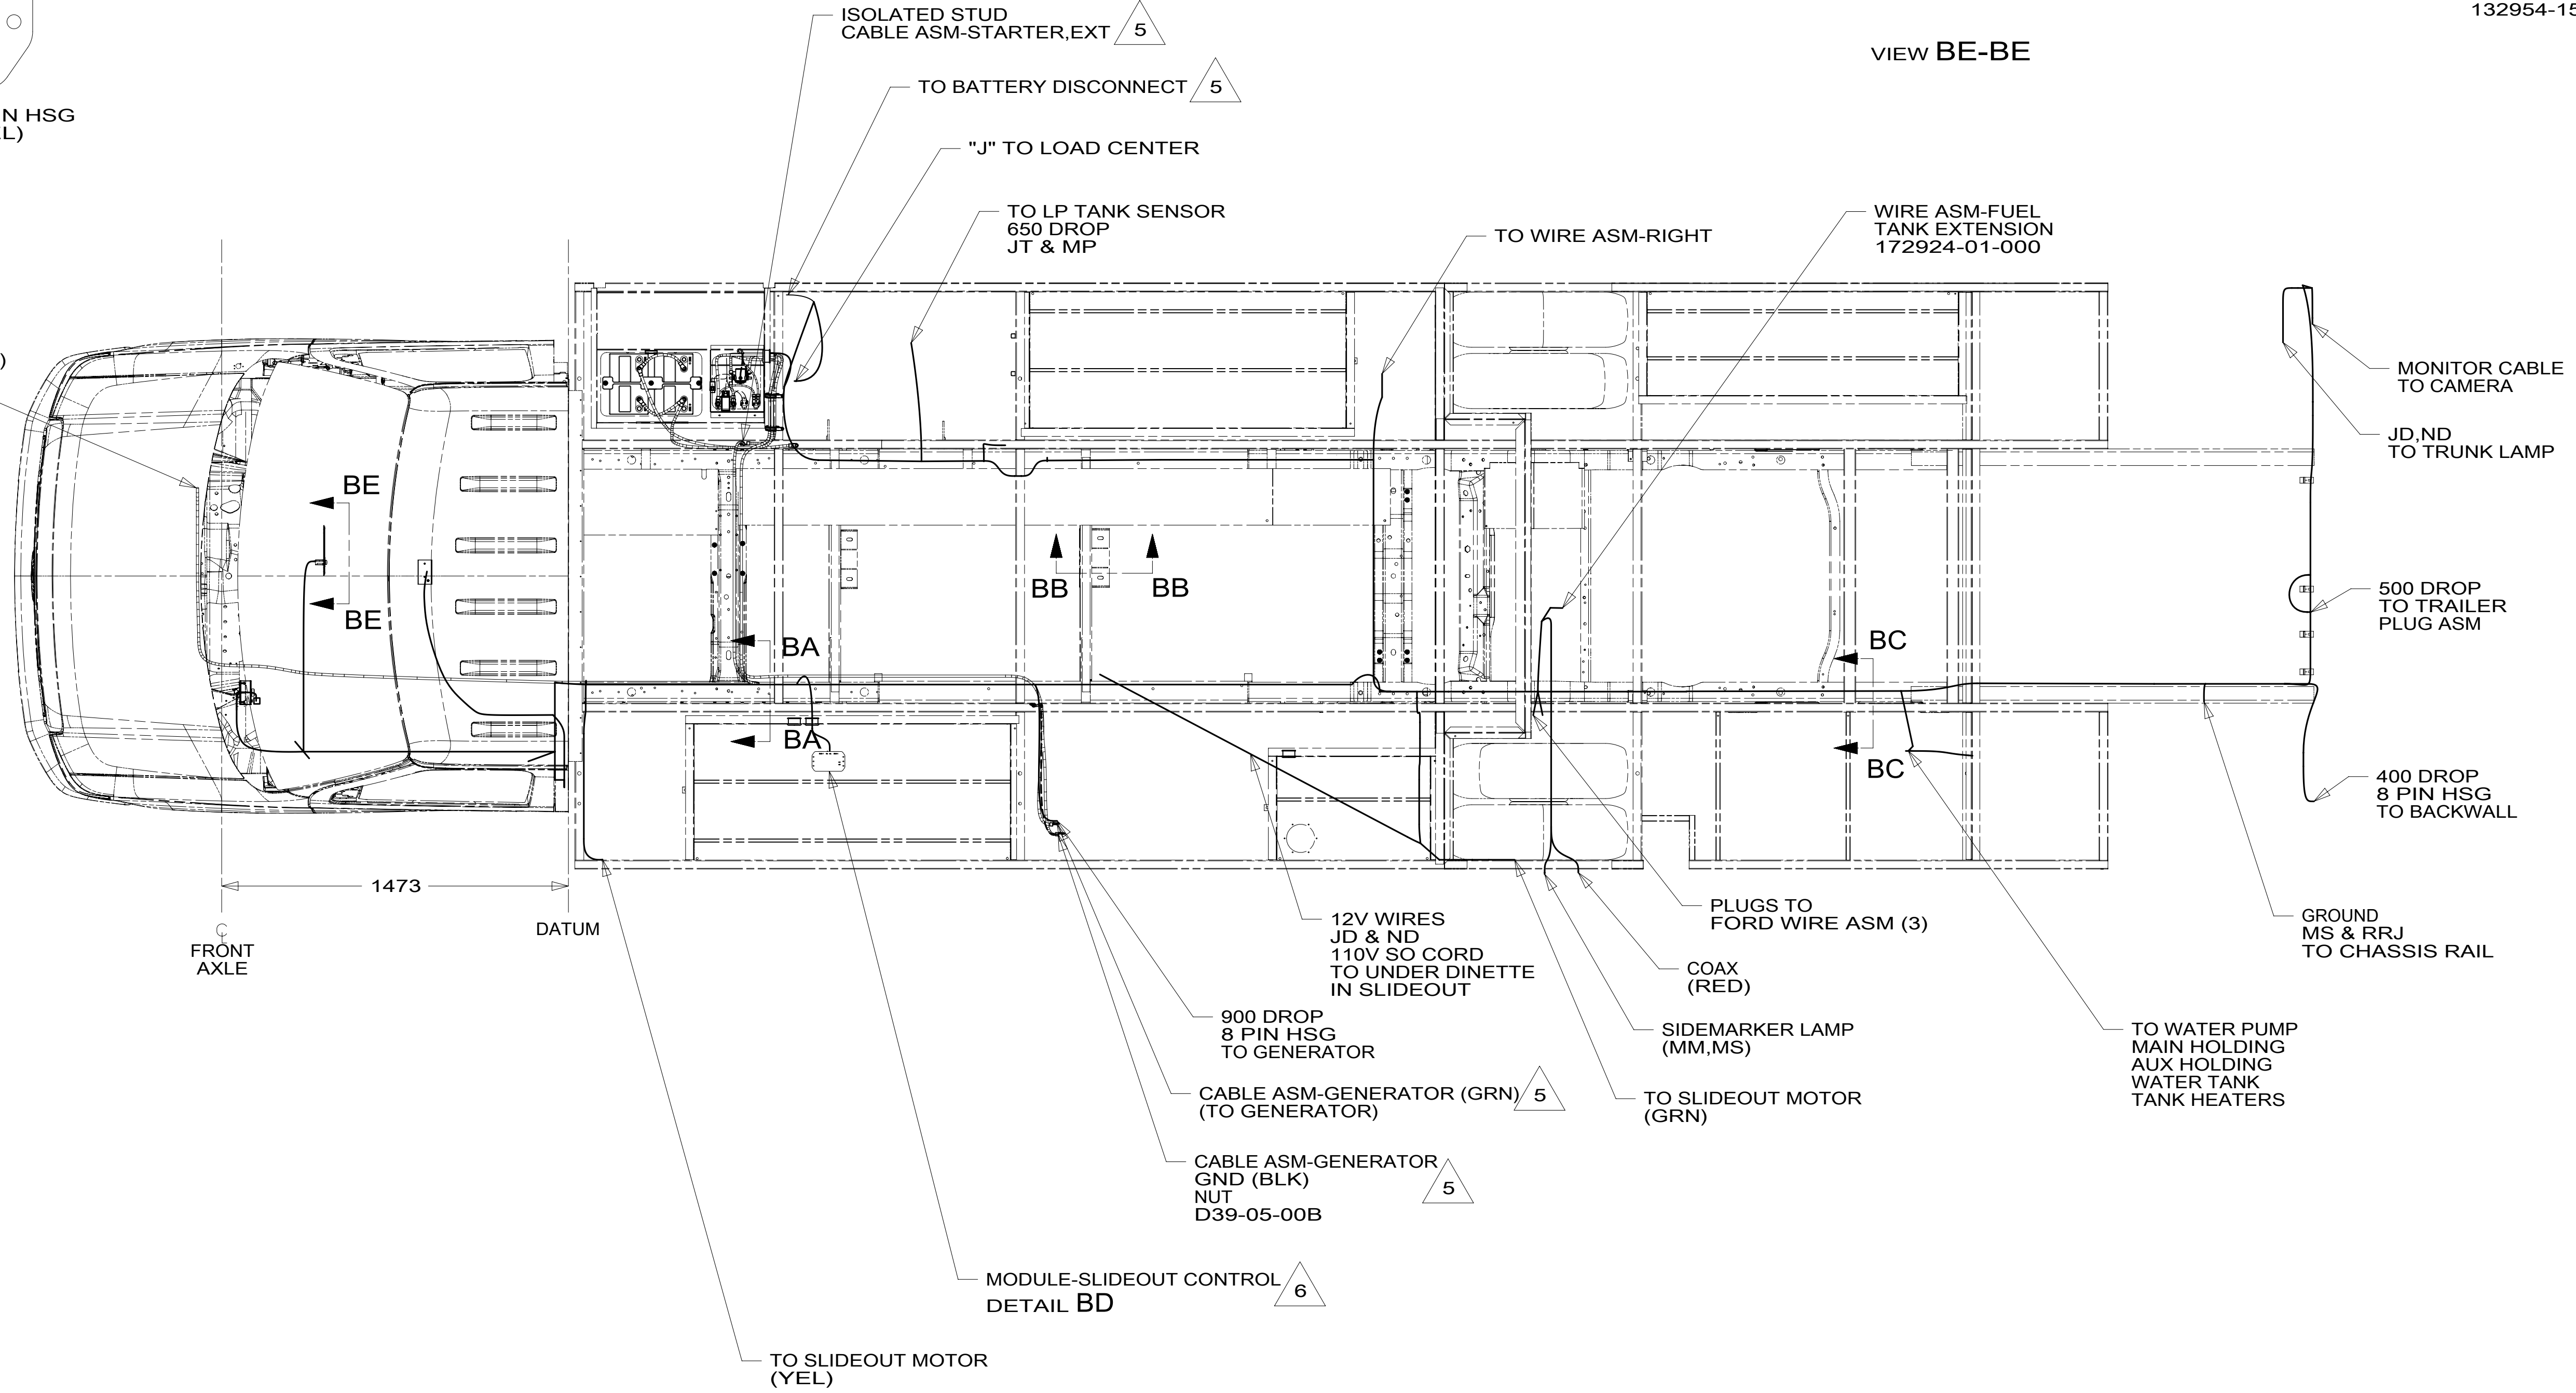 132954-15
ISOLATED STUD
CABLE ASM-STARTER,EXT 5
VIEW BE-BE
TO BATTERY DISCONNECT 5
N HSG
L)
"J" TO LOAD CENTER
TO LP TANK SENSOR
650 DROP
JT & MP
TO WIRE ASM-RIGHT
WIRE ASM-FUEL
TANK EXTENSION
172924-01-000
)
MONITOR CABLE
TO CAMERA
JD,ND
TO TRUNK LAMP
BE
BE
BB
BB
BA
BA
BC
BC
500 DROP
TO TRAILER
PLUG ASM
400 DROP
8 PIN HSG
TO BACKWALL
1473
C
L
FRONT
AXLE
DATUM
12V WIRES
JD & ND
110V SO CORD
TO UNDER DINETTE
IN SLIDEOUT
PLUGS TO
FORD WIRE ASM (3)
GROUND
MS & RRJ
TO CHASSIS RAIL
COAX
(RED)
900 DROP
8 PIN HSG
TO GENERATOR
SIDEMARKER LAMP
(MM,MS)
TO WATER PUMP
MAIN HOLDING
AUX HOLDING
WATER TANK
TANK HEATERS
CABLE ASM-GENERATOR (GRN) 5
(TO GENERATOR)
TO SLIDEOUT MOTOR
(GRN)
CABLE ASM-GENERATOR
GND (BLK) 5
NUT
D39-05-00B
MODULE-SLIDEOUT CONTROL 6
DETAIL BD
TO SLIDEOUT MOTOR
(YEL)